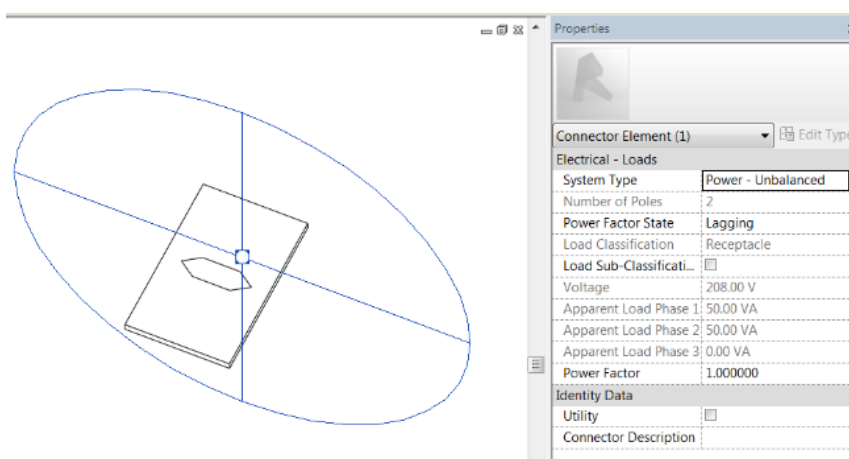 Properties
Connector Element (1)
Edit Type
Electrical - Loads
System Type Power - Unbalanced
Number of Poles 2
Power Factor State Lagging
Load Classification Receptacle
Load Sub-Classificati...
Voltage 208.00 V
Apparent Load Phase 1 50.00 VA
Apparent Load Phase 2 50.00 VA
Apparent Load Phase 3 0.00 VA
Power Factor 1.000000
Identity Data
Utility
Connector Description